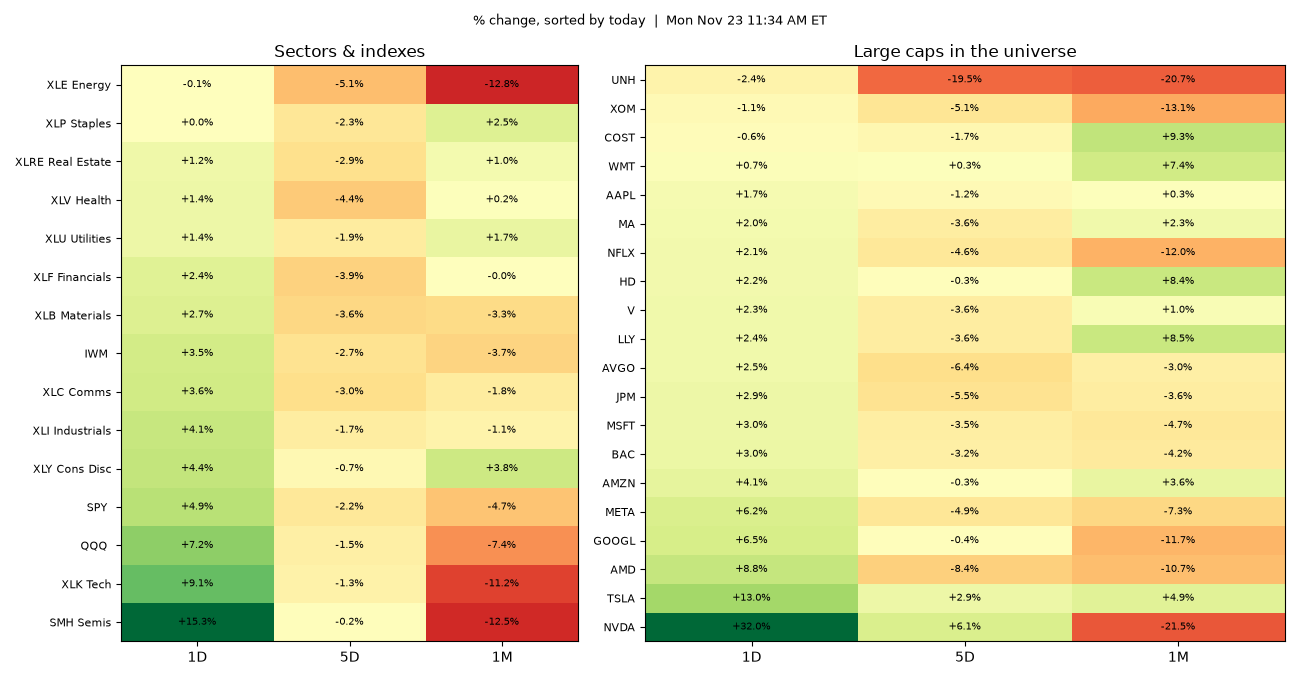 % change, sorted by today | Mon Nov 23 11:34 AM ET
Sectors & indexes
XLE Energy -0.1% -5.1% -12.8%
XLP Staples +0.0% -2.3% +2.5%
XLRE Real Estate +1.2% -2.9% +1.0%
XLV Health +1.4% -4.4% +0.2%
XLU Utilities +1.4% -1.9% +1.7%
XLF Financials +2.4% -3.9% -0.0%
XLB Materials +2.7% -3.6% -3.3%
IWM +3.5% -2.7% -3.7%
XLC Comms +3.6% -3.0% -1.8%
XLI Industrials +4.1% -1.7% -1.1%
XLY Cons Disc +4.4% -0.7% +3.8%
SPY +4.9% -2.2% -4.7%
QQQ +7.2% -1.5% -7.4%
XLK Tech +9.1% -1.3% -11.2%
SMH Semis +15.3% -0.2% -12.5%
1D 5D 1M
Large caps in the universe
UNH -2.4% -19.5% -20.7%
XOM -1.1% -5.1% -13.1%
COST -0.6% -1.7% +9.3%
WMT +0.7% +0.3% +7.4%
AAPL +1.7% -1.2% +0.3%
MA +2.0% -3.6% +2.3%
NFLX +2.1% -4.6% -12.0%
HD +2.2% -0.3% +8.4%
V +2.3% -3.6% +1.0%
LLY +2.4% -3.6% +8.5%
AVGO +2.5% -6.4% -3.0%
JPM +2.9% -5.5% -3.6%
MSFT +3.0% -3.5% -4.7%
BAC +3.0% -3.2% -4.2%
AMZN +4.1% -0.3% +3.6%
META +6.2% -4.9% -7.3%
GOOGL +6.5% -0.4% -11.7%
AMD +8.8% -8.4% -10.7%
TSLA +13.0% +2.9% +4.9%
NVDA +32.0% +6.1% -21.5%
1D 5D 1M